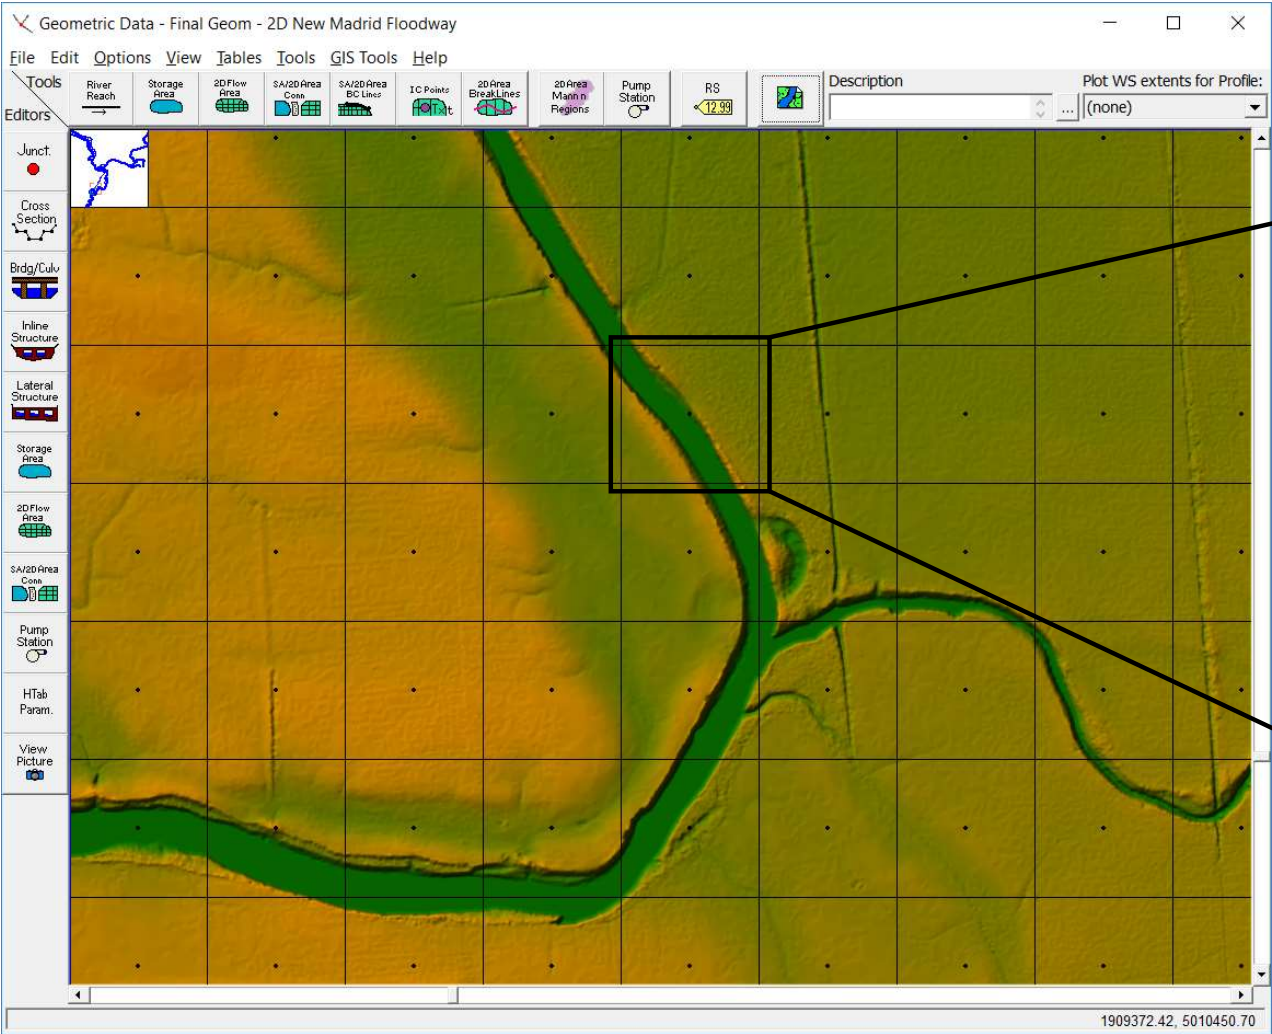 Geometric Data - Final Geom - 2D New Madrid Floodway
File Edit Options View Tables Tools GIS Tools Help
Tools
Editors
River
Reach
Storage
Area
2D Flow
Area
SA/2D Area
Conn
SA/2D Area
BC Lines
IC Points
2D Area
BreakLines
2D Area
Mann n
Regions
Pump
Station
RS
12.99
Description
...
Plot WS extents for Profile:
(none)
Junct.
Cross
Section
Brdg/Culv
Inline
Structure
Lateral
Structure
Storage
Area
2D Flow
Area
SA/2D Area
Conn
Pump
Station
HTab
Param.
View
Picture
1909372.42, 5010450.70